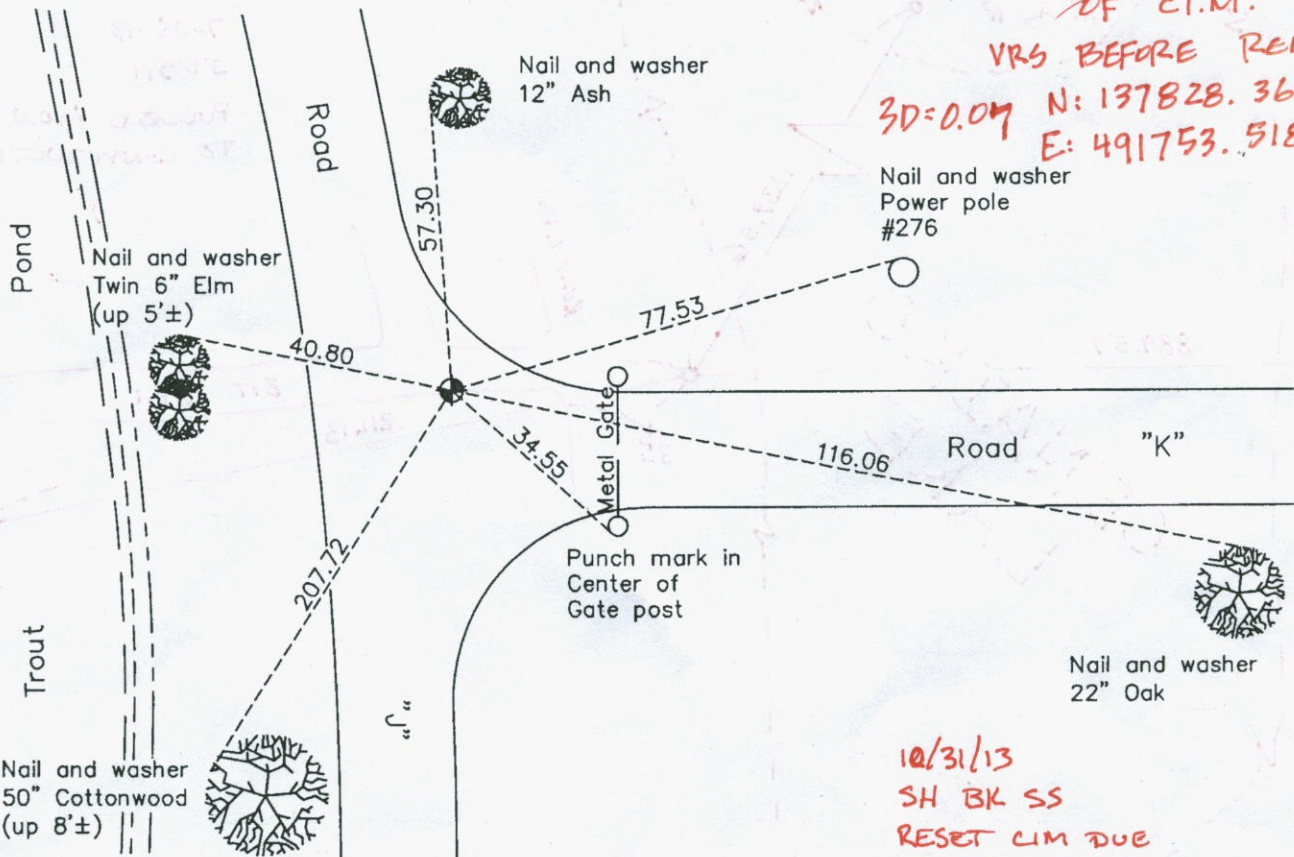 OF C.I.M.
VRS BEFORE
3D=0.04 N: 137828.36
E: 491753.518
Nail and washer
12" Ash
Road
57.30
Nail and washer
Power pole
#276
Pond
Nail and washer
Twin 6" Elm
(up 5'±)
77.53
40.80
Metal Gate
34.55
116.06
Road "K"
207.72
Punch mark in
Center of
Gate post
Trout
"J"
Nail and washer
22" Oak
Nail and washer
50" Cottonwood
(up 8'±)
10/31/13
SH BK SS
RESET CIM DUE